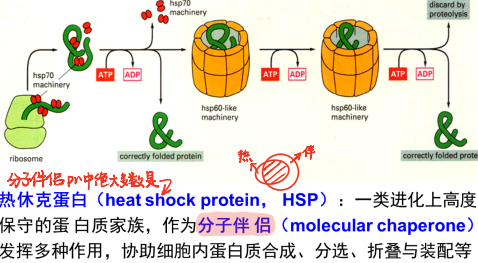 hsp70
machinery
discard by
proteolysis
hsp70
machinery
ATP
ADP
ATP
ADP
ATP
ADP
hsp60-like
machinery
hsp60-like
machinery
ribosome
correctly folded protein
correctly folded prote
分子伴侣pr中绝大多数是
热
伴
热休克蛋白（heat shock protein， HSP）：一类进化上高度
保守的蛋白质家族，作为分子伴侣（molecular chaperone）
发挥多种作用，协助细胞内蛋白质合成、分选、折叠与装配等